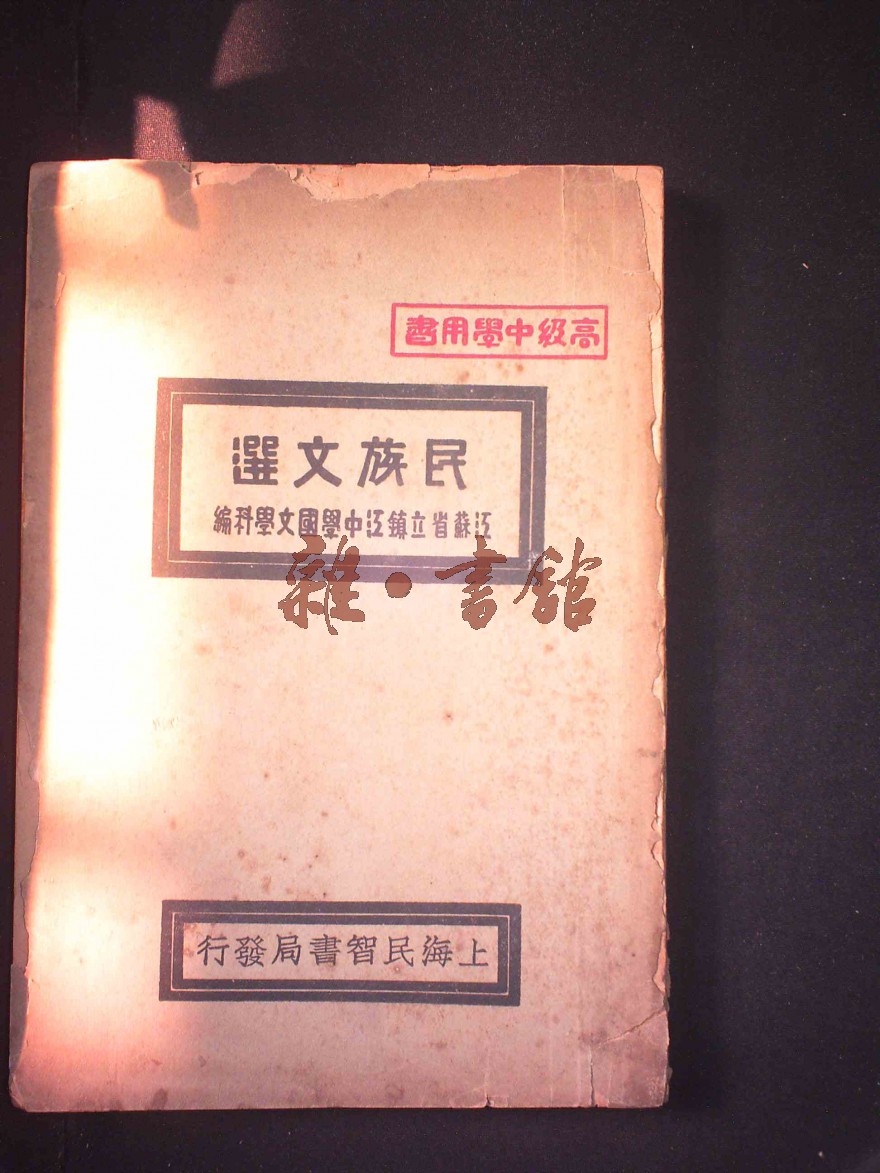 高級中學用書
民族文選
江蘇省立鎮江中學國文學科編
雜·書館
上海民智書局發行